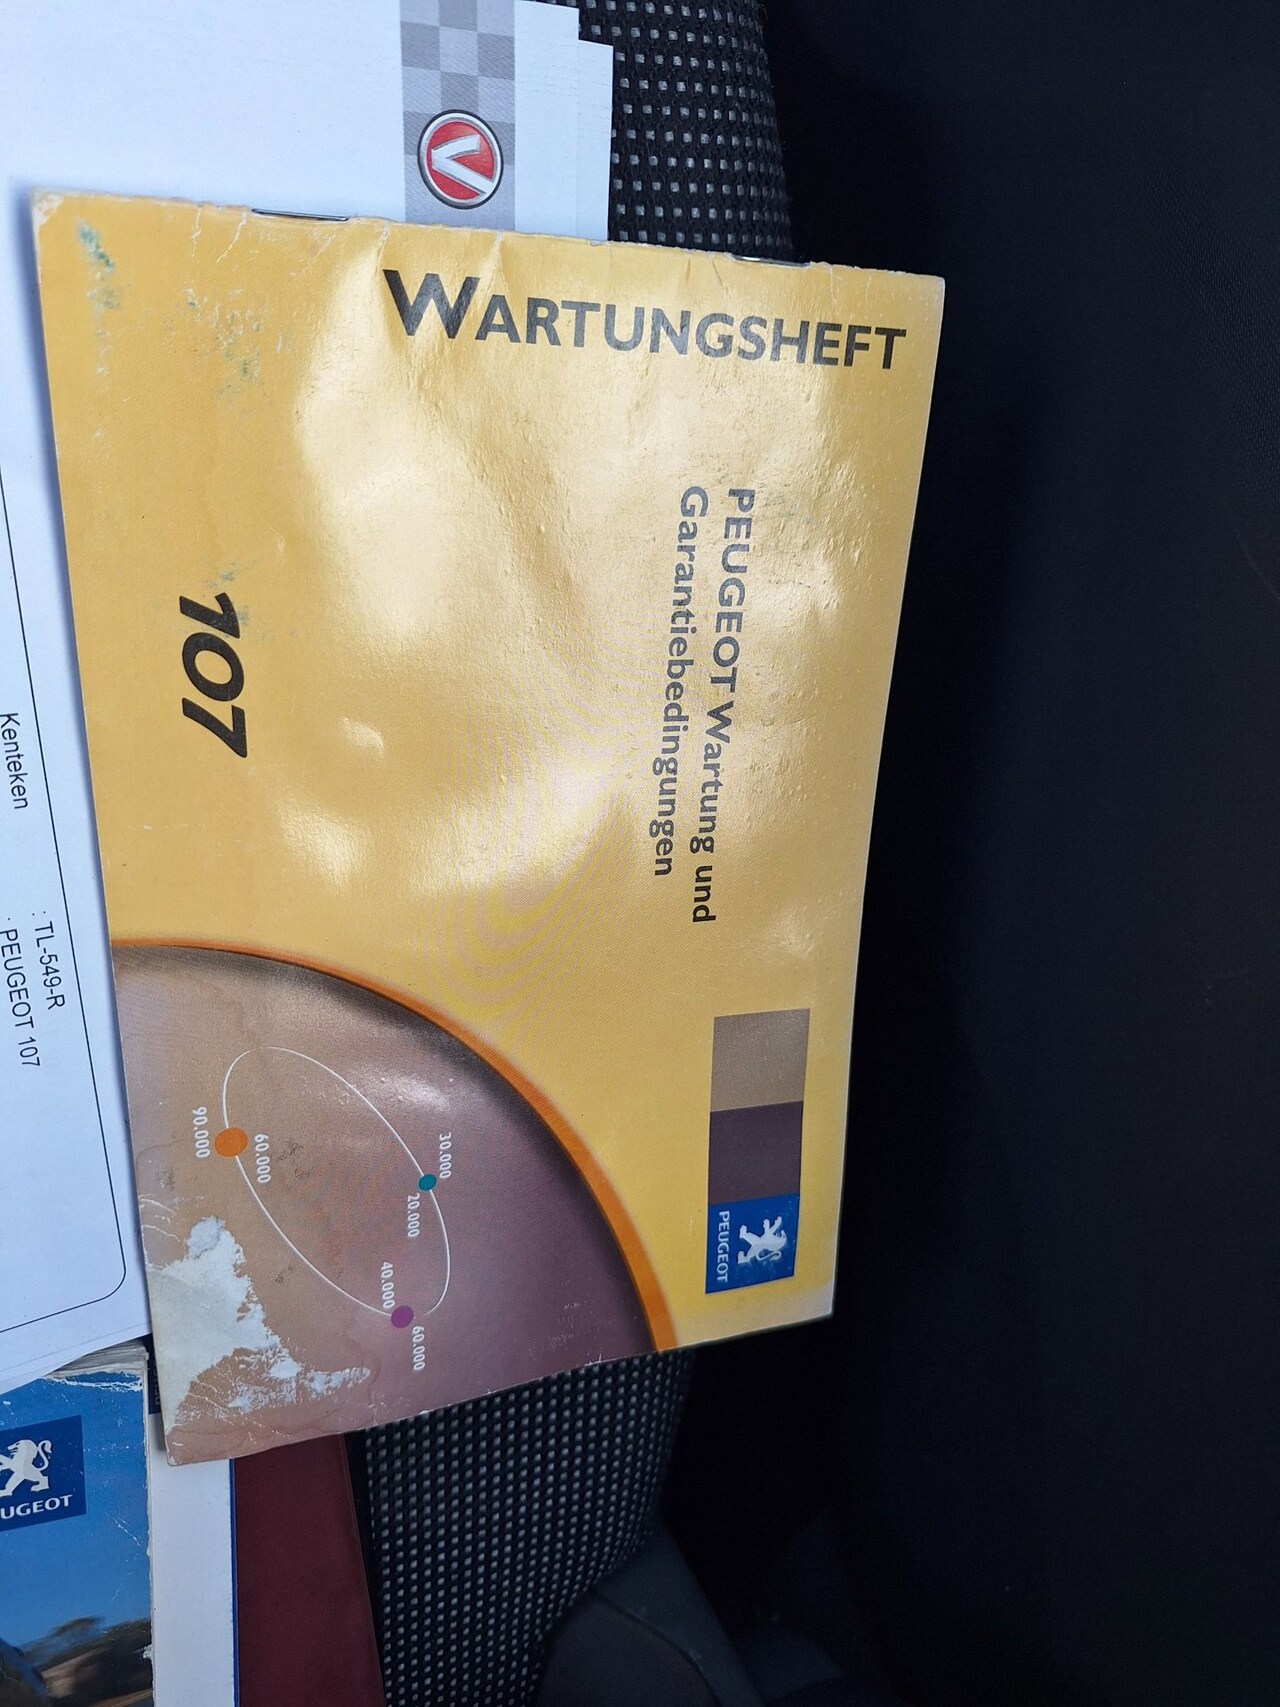 WARTUNGSHEFT
PEUGEOT Wartung und
Garantiebedingungen
107
PEUGEOT
30.000
20.000
40.000
60.000
60.000
90.000
V
Kenteken
: TL-549-R
: PEUGEOT 107
UGEOT